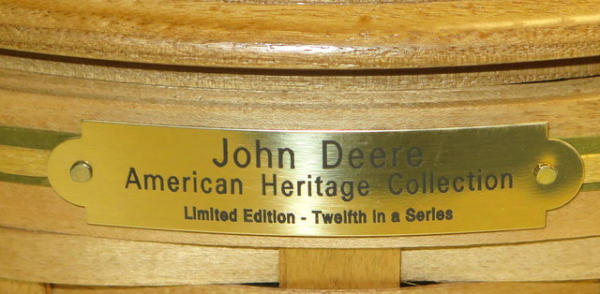 John Deere
American Heritage Collection
Limited Edition - Twelfth in a Series